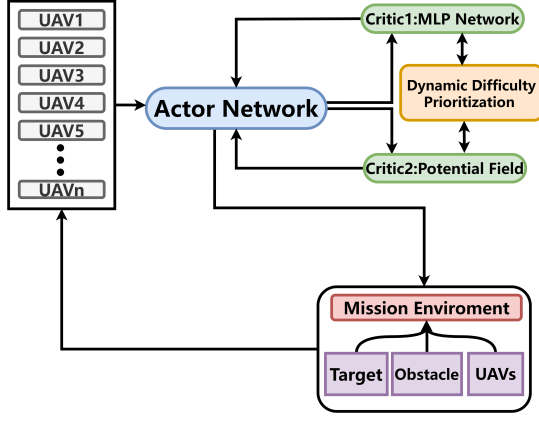 UAV1
UAV2
UAV3
UAV4
UAV5
UAVn
Actor Network
Critic1:MLP Network
Dynamic Difficulty
Prioritization
Critic2:Potential Field
Mission Enviroment
Target
Obstacle
UAVs